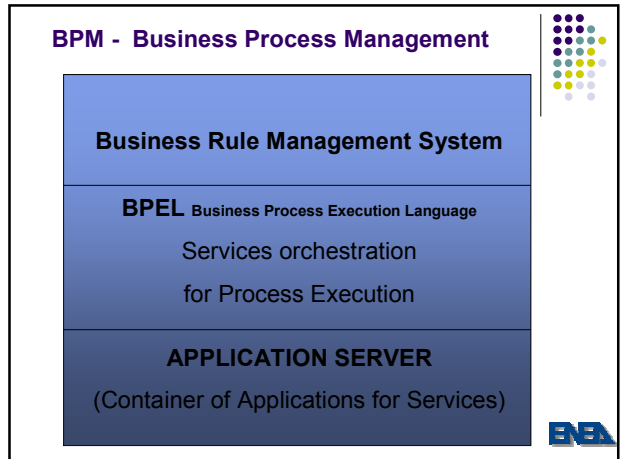 BPM - Business Process Management
Business Rule Management System
BPEL Business Process Execution Language
Services orchestration
for Process Execution
APPLICATION SERVER
(Container of Applications for Services)
ENEA